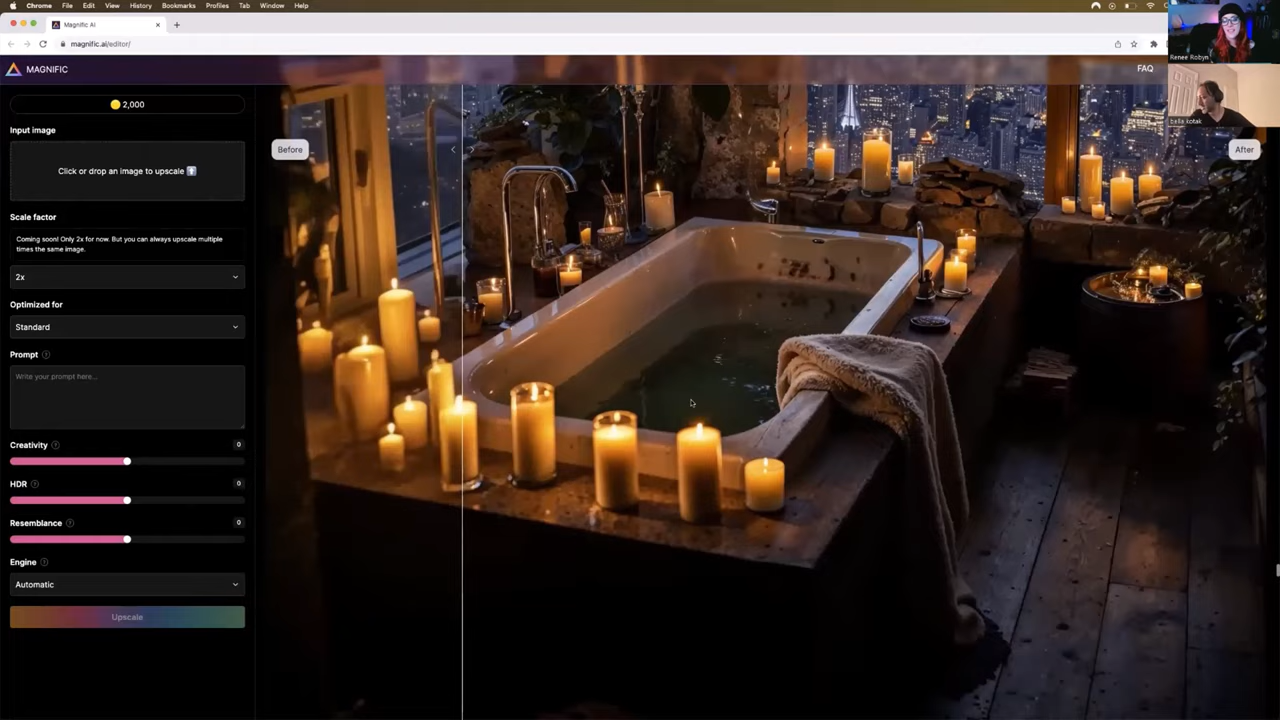 Chrome File Edit View History Bookmarks Profiles Tab Window Help
Magnific AI
magnific.ai/editor/
MAGNIFIC
FAQ
Renee Robyn
bella kotak
2,000
Input image
Click or drop an image to upscale
Before
After
Scale factor
Coming soon! Only 2x for now. But you can always upscale multiple
times the same image.
2x
Optimized for
Standard
Prompt
Write your prompt here...
Creativity 0
HDR 0
Resemblance 0
Engine
Automatic
Upscale